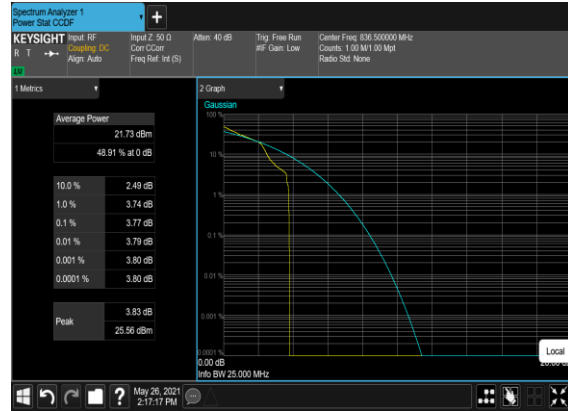 Spectrum Analyzer 1
Power Stat CCDF
KEYSIGHT
R T
LM
Input: RF
Coupling: DC
Align: Auto
Input Z: 50 Ω
Corr CCorr
Freq Ref: Int (S)
Atten: 40 dB
Trig: Free Run
#IF Gain: Low
Center Freq: 836.500000 MHz
Counts: 1.00 M/1.00 Mpt
Radio Std: None
1 Metrics
Average Power
21.73 dBm
48.91 % at 0 dB
10.0 % 2.49 dB
1.0 % 3.74 dB
0.1 % 3.77 dB
0.01 % 3.79 dB
0.001 % 3.80 dB
0.0001 % 3.80 dB
Peak
3.83 dB
25.56 dBm
2 Graph
Gaussian
100 %
10 %
1 %
0.1 %
0.01 %
0.001 %
0.0001 %
0.00 dB
Info BW 25.000 MHz
Local
May 26, 2021
2:17:17 PM